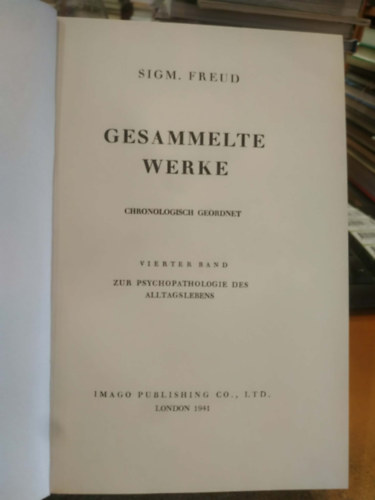 SIGM. FREUD
GESAMMELTE
WERKE
CHRONOLOGISCH GEORDNET
VIERTER BAND
ZUR PSYCHOPATHOLOGIE DES
ALLTAGSLEBENS
IMAGO PUBLISHING CO., LTD.
LONDON 1941